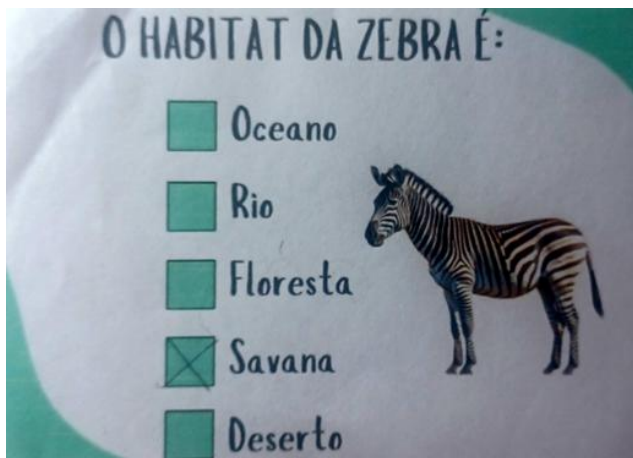 O HABITAT DA ZEBRA É:
Oceano
Rio
Floresta
Savana
Deserto